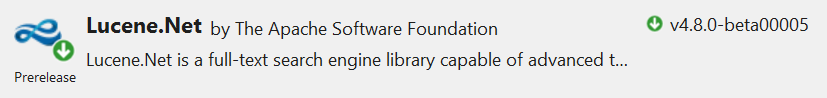 Lucene.Net by The Apache Software Foundation v4.8.0-beta00005
Lucene.Net is a full-text search engine library capable of advanced t...
Prerelease